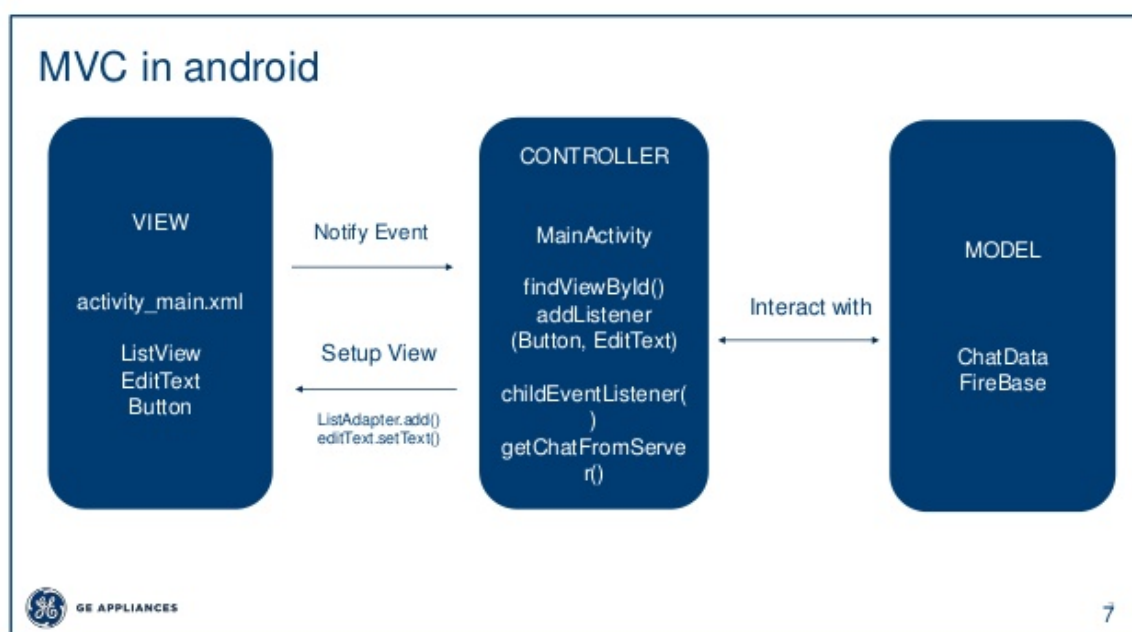 MVC in android
VIEW
activity_main.xml
ListView
EditText
Button
Notify Event
Setup View
ListAdapter.add()
editText.setText()
CONTROLLER
MainActivity
findViewById()
addListener
(Button, EditText)
childEventListener(
)
getChatFromServe
r()
Interact with
MODEL
ChatData
FireBase
GE APPLIANCES
7